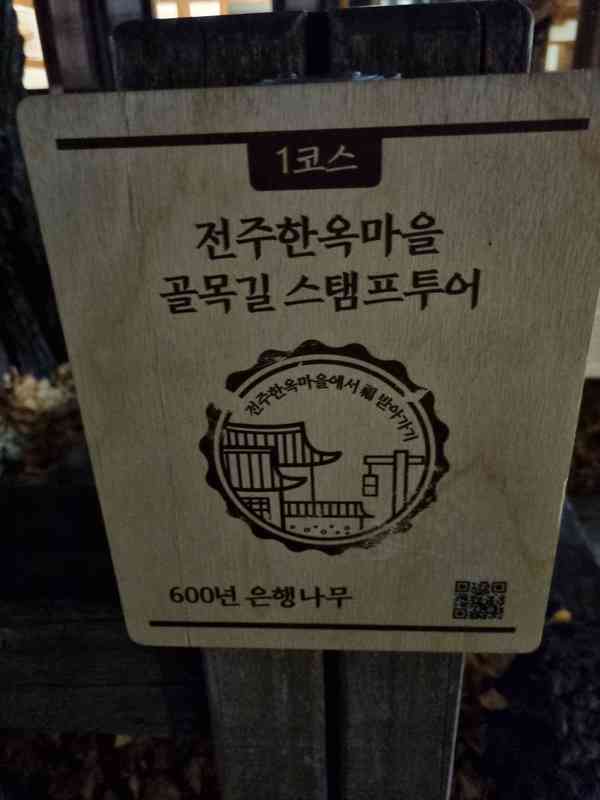 1코스
전주한옥마을
골목길 스탬프투어
전주한옥마을에서 福 받아가기
600년 은행나무